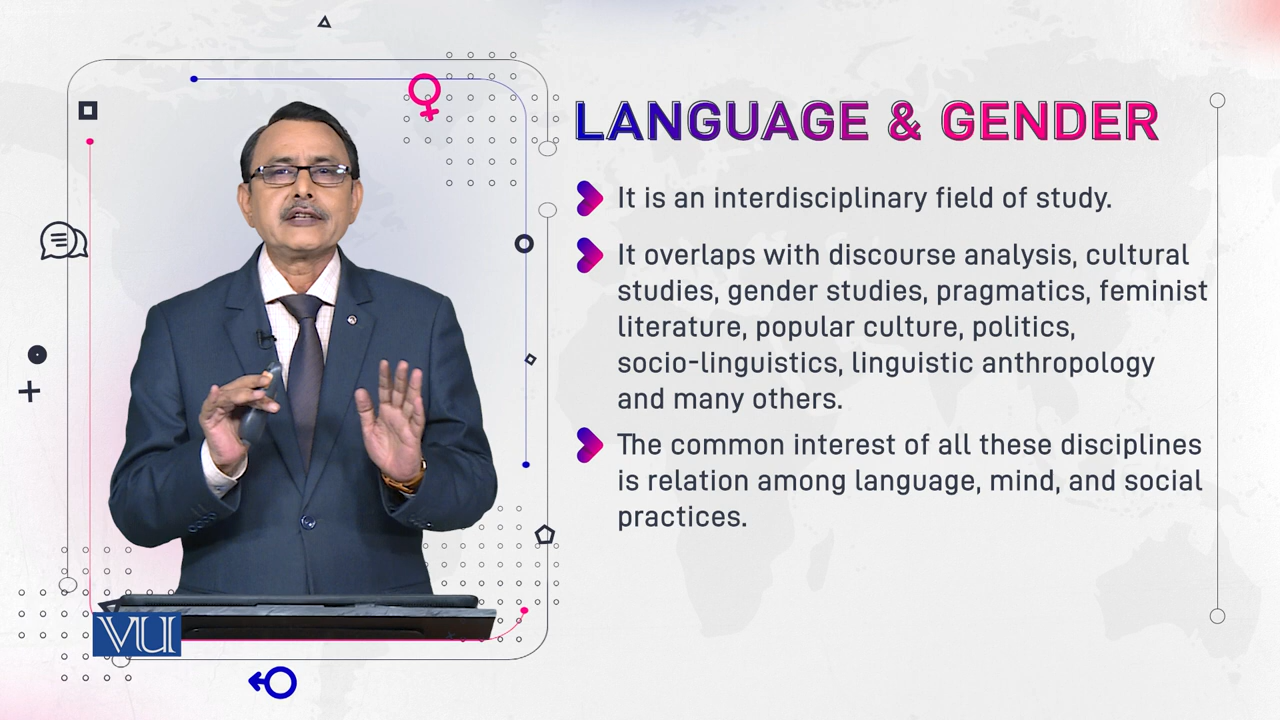 LANGUAGE & GENDER
It is an interdisciplinary field of study.
It overlaps with discourse analysis, cultural
studies, gender studies, pragmatics, feminist
literature, popular culture, politics,
socio-linguistics, linguistic anthropology
and many others.
The common interest of all these disciplines
is relation among language, mind, and social
practices.
VU